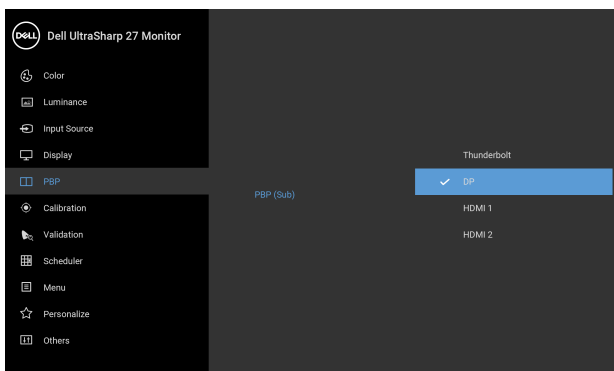 DELL Dell UltraSharp 27 Monitor
Color
Luminance
Input Source
Display
PBP
Calibration
Validation
Scheduler
Menu
Personalize
Others
PBP (Sub)
Thunderbolt
DP
HDMI 1
HDMI 2